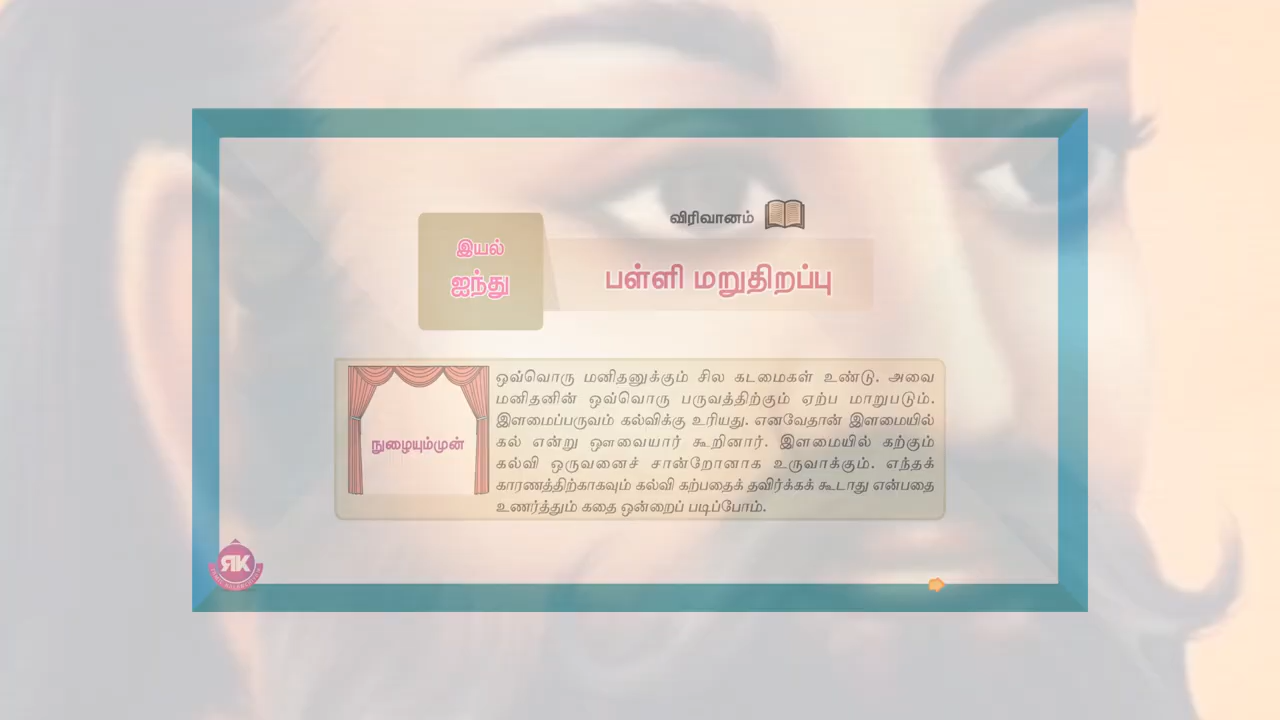 விரிவானம்
இயல்
ஐந்து
பள்ளி மறுதிறப்பு
நுழையும்முன்
ஒவ்வொரு மனிதனுக்கும் சில கடமைகள் உண்டு. அவை
மனிதனின் ஒவ்வொரு பருவத்திற்கும் ஏற்ப மாறுபடும்.
இளமைப்பருவம் கல்விக்கு உரியது. எனவேதான் இளமையில்
கல் என்று ஔவையார் கூறினார். இளமையில் கற்கும்
கல்வி ஒருவனைச் சான்றோனாக உருவாக்கும். எந்தக்
காரணத்திற்காகவும் கல்வி கற்பதைக் தவிர்க்கக் கூடாது என்பதை
உணர்த்தும் கதை ஒன்றைப் படிப்போம்.
RK